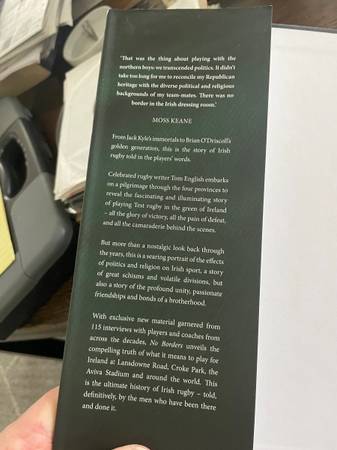 'That was the thing about playing with the
northern boys: we transcended politics. It didn't
take too long for me to reconcile my Republican
heritage with the diverse political and religious
backgrounds of my team-mates. There was no
border in the Irish dressing room.'
MOSS KEANE
From Jack Kyle's immortals to Brian O'Driscoll's
golden generation, this is the story of Irish
rugby told in the players' words.
Celebrated rugby writer Tom English embarks
on a pilgrimage through the four provinces to
reveal the fascinating and illuminating story
of playing Test rugby in the green of Ireland
– all the glory of victory, all the pain of defeat,
and all the camaraderie behind the scenes.
But more than a nostalgic look back through
the years, this is a searing portrait of the effects
of politics and religion on Irish sport, a story
of great schisms and volatile divisions, but
also a story of the profound unity, passionate
friendships and bonds of a brotherhood.
With exclusive new material garnered from
115 interviews with players and coaches from
across the decades, No Borders unveils the
compelling truth of what it means to play for
Ireland at Lansdowne Road, Croke Park, the
Aviva Stadium and around the world. This
is the ultimate history of Irish rugby – told,
definitively, by the men who have been there
and done it.